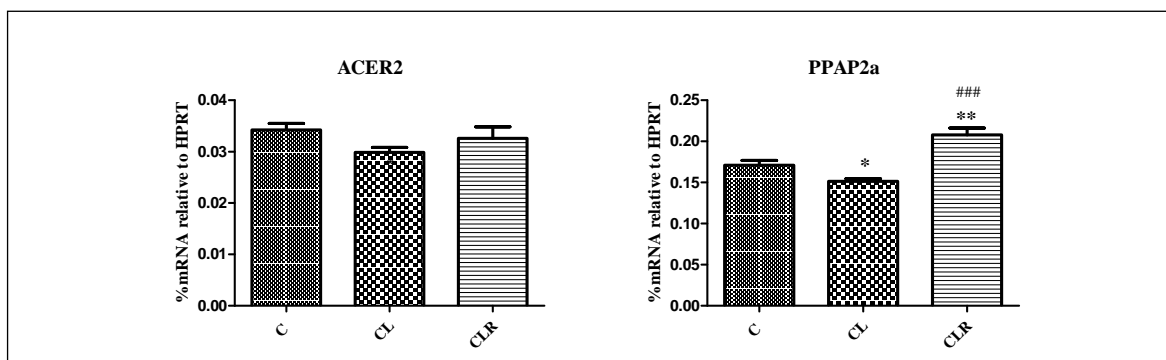 ACER2
%mRNA relative to HPRT
0.04
0.03
0.02
0.01
0.00
C
CL
CLR
PPAP2a
%mRNA relative to HPRT
0.25
0.20
0.15
0.10
0.05
0.00
*
###
**
C
CL
CLR